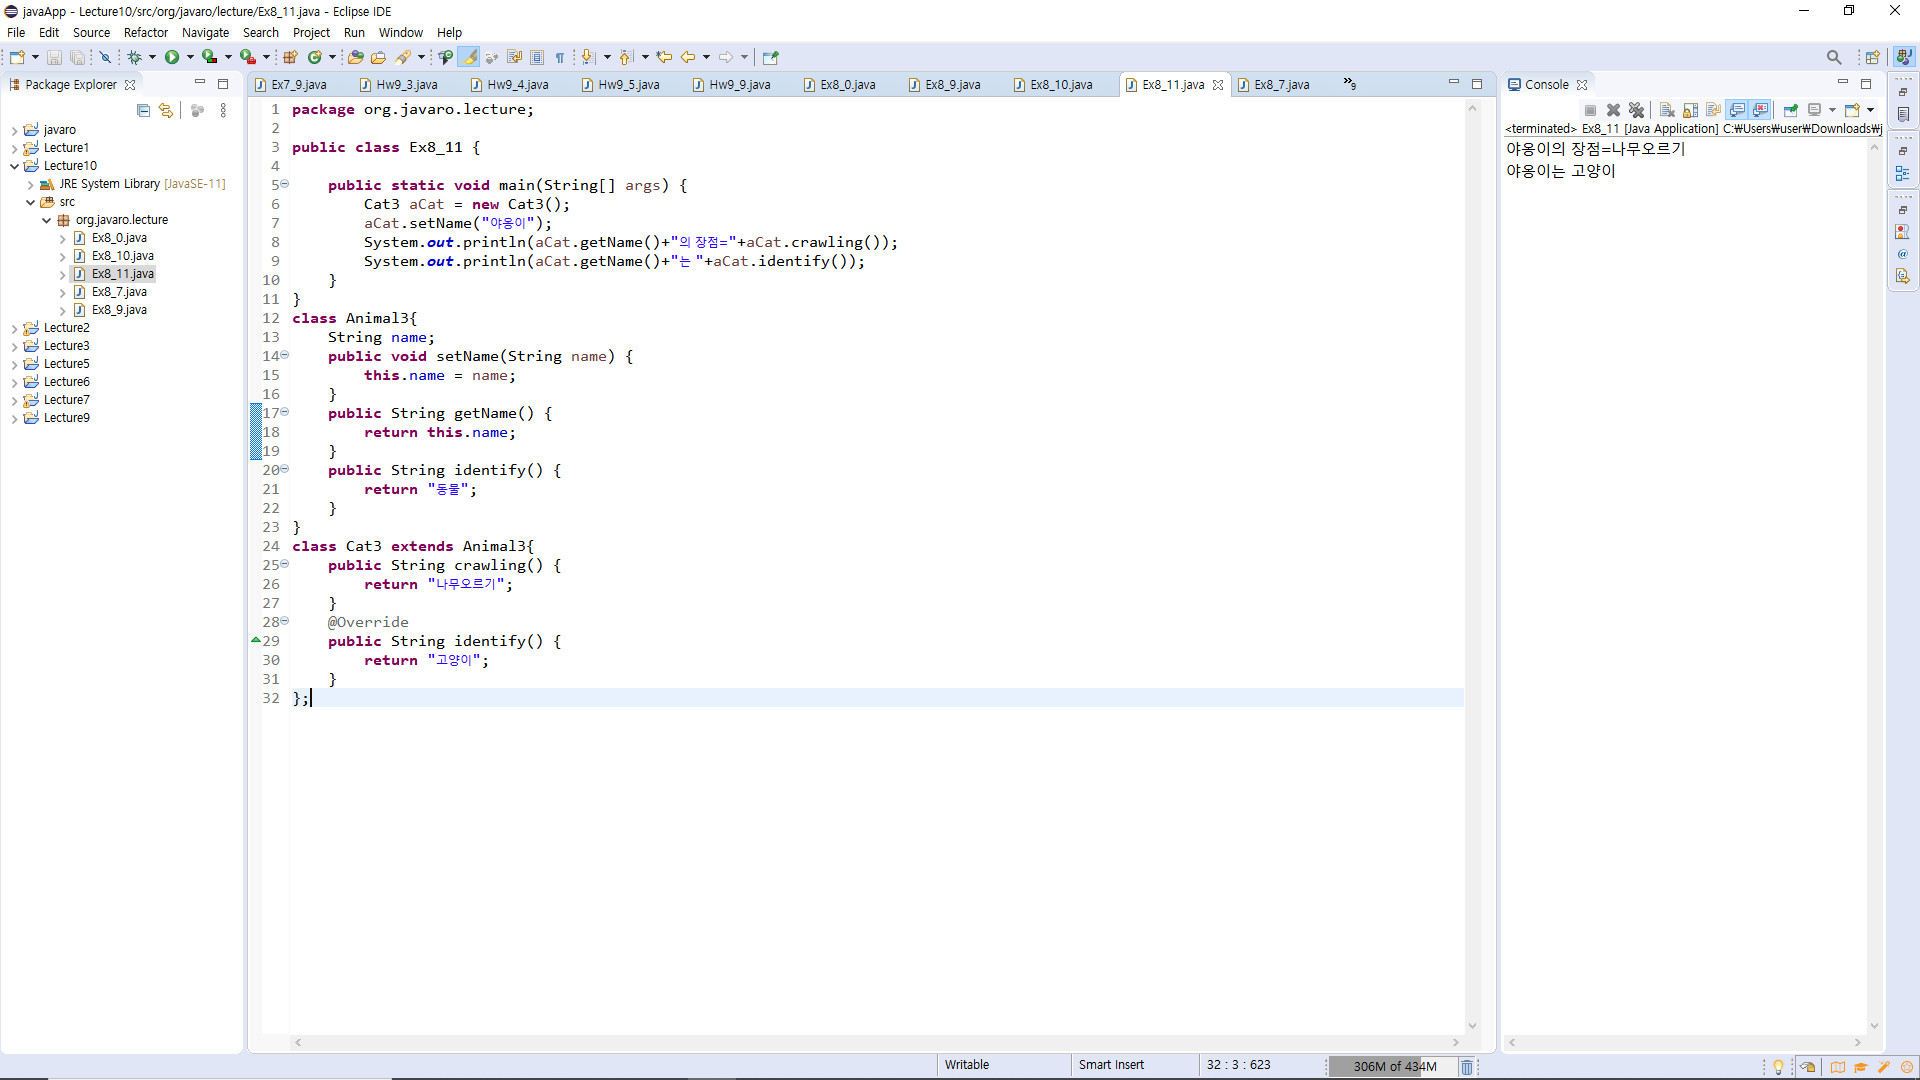 javaApp - Lecture10/src/org/javaro/lecture/Ex8_11.java - Eclipse IDE
File Edit Source Refactor Navigate Search Project Run Window Help
Package Explorer
javaro
Lecture1
Lecture10
JRE System Library [JavaSE-11]
src
org.javaro.lecture
Ex8_0.java
Ex8_10.java
Ex8_11.java
Ex8_7.java
Ex8_9.java
Lecture2
Lecture3
Lecture5
Lecture6
Lecture7
Lecture9
Ex7_9.java Hw9_3.java Hw9_4.java Hw9_5.java Hw9_9.java Ex8_0.java Ex8_9.java Ex8_10.java Ex8_11.java Ex8_7.java »9
1 package org.javaro.lecture;
2
3 public class Ex8_11 {
4
5 public static void main(String[] args) {
6 Cat3 aCat = new Cat3();
7 aCat.setName("야옹이");
8 System.out.println(aCat.getName()+"의 장점="+aCat.crawling());
9 System.out.println(aCat.getName()+"는 "+aCat.identify());
10 }
11 }
12 class Animal3{
13 String name;
14 public void setName(String name) {
15 this.name = name;
16 }
17 public String getName() {
18 return this.name;
19 }
20 public String identify() {
21 return "동물";
22 }
23 }
24 class Cat3 extends Animal3{
25 public String crawling() {
26 return "나무오르기";
27 }
28 @Override
29 public String identify() {
30 return "고양이";
31 }
32 };
Console
<terminated> Ex8_11 [Java Application] C:₩Users₩user₩Downloads₩j
야옹이의 장점=나무오르기
야옹이는 고양이
Writable Smart Insert 32 : 3 : 623 306M of 434M